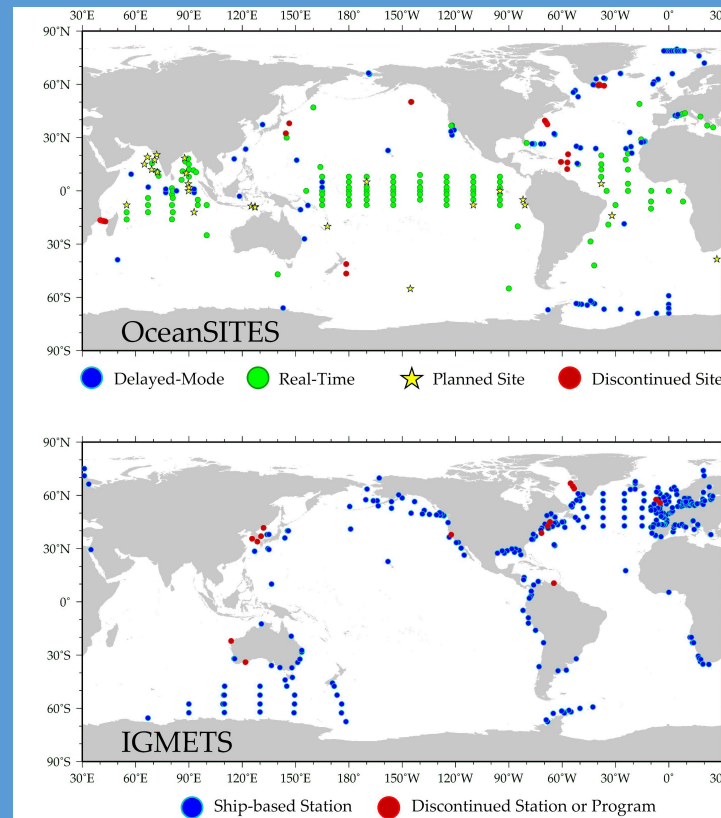 30°E 60°E 90°E 120°E 150°E 180° 150°W 120°W 90°W 60°W 30°W 0° 30°
90°N
60°N
30°N
0°
30°S
60°S
90°S
OceanSITES
Delayed-Mode Real-Time Planned Site Discontinued Site
90°N
60°N
30°N
0°
30°S
60°S
90°S
IGMETS
30°E 60°E 90°E 120°E 150°E 180° 150°W 120°W 90°W 60°W 30°W 0° 30°
Ship-based Station Discontinued Station or Program